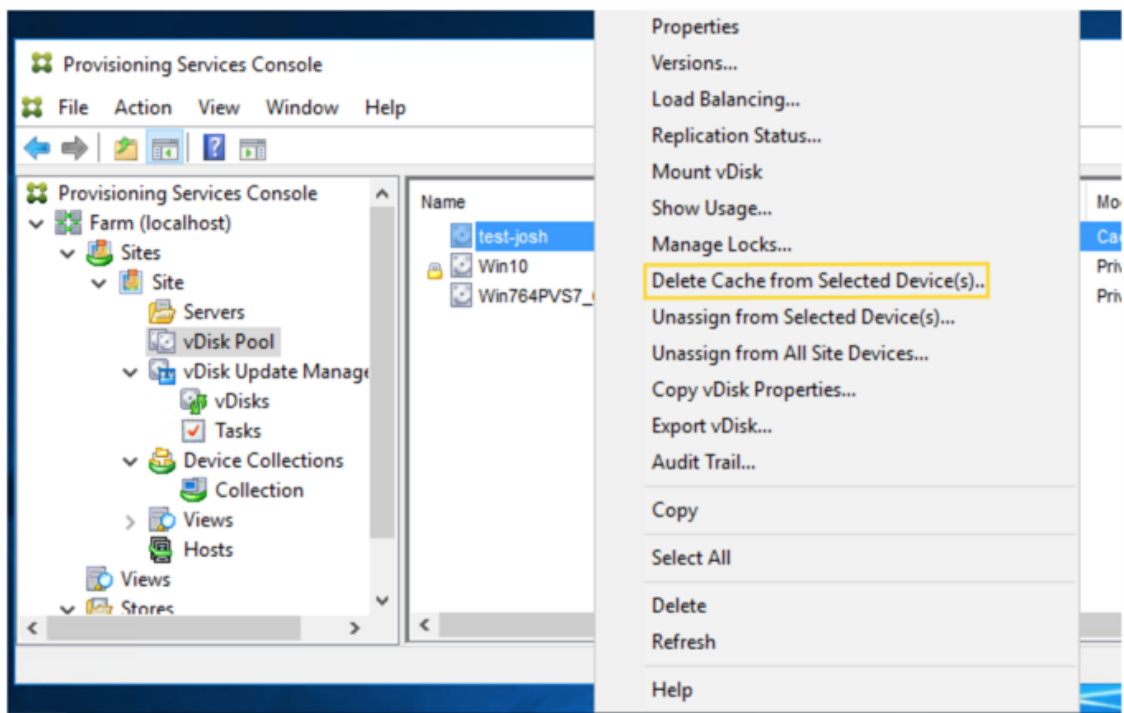 Provisioning Services Console
File Action View Window Help
Provisioning Services Console
Farm (localhost)
Sites
Site
Servers
vDisk Pool
vDisk Update Manage
vDisks
Tasks
Device Collections
Collection
Views
Hosts
Views
Stores
Name
test-josh
Win10
Win764PVS7_
Mo
Ca
Priv
Priv
Properties
Versions...
Load Balancing...
Replication Status...
Mount vDisk
Show Usage...
Manage Locks...
Delete Cache from Selected Device(s)..
Unassign from Selected Device(s)...
Unassign from All Site Devices...
Copy vDisk Properties...
Export vDisk...
Audit Trail...
Copy
Select All
Delete
Refresh
Help